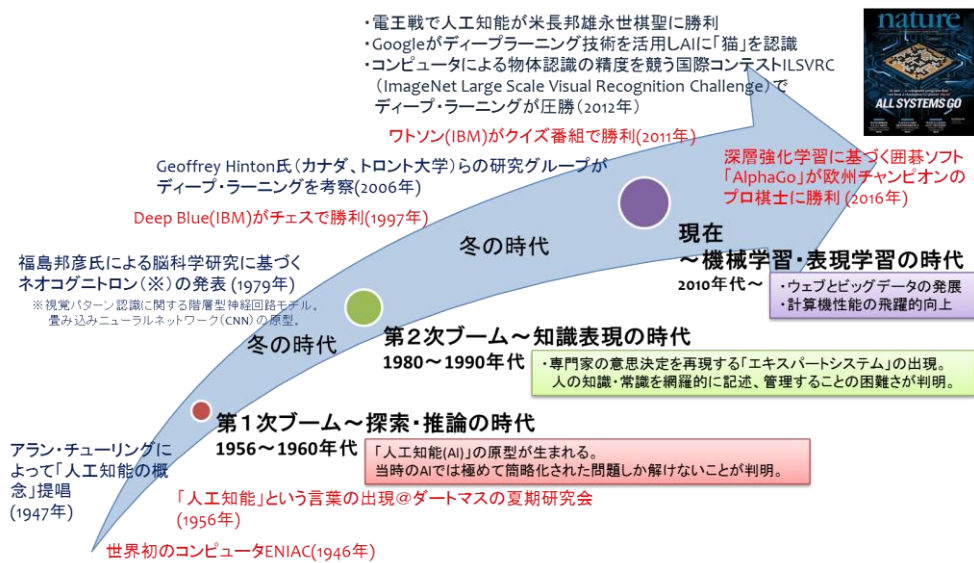 ・電王戦で人工知能が米長邦雄永世棋聖に勝利
・Googleがディープラーニング技術を活用しAIに「猫」を認識
・コンピュータによる物体認識の精度を競う国際コンテストILSVRC
（ImageNet Large Scale Visual Recognition Challenge）で
ディープ・ラーニングが圧勝（2012年）
nature
ALL SYSTEMS GO
ワトソン(IBM)がクイズ番組で勝利(2011年)
深層強化学習に基づく囲碁ソフト
「AlphaGo」が欧州チャンピオンの
プロ棋士に勝利 (2016年)
Geoffrey Hinton氏（カナダ、トロント大学）らの研究グループが
ディープ・ラーニングを考察(2006年)
Deep Blue(IBM)がチェスで勝利(1997年)
冬の時代
現在
～機械学習・表現学習の時代
2010年代～
・ウェブとビッグデータの発展
・計算機性能の飛躍的向上
福島邦彦氏による脳科学研究に基づく
ネオコグニトロン（※）の発表 (1979年)
※視覚パターン認識に関する階層型神経回路モデル。
畳み込みニューラルネットワーク（CNN）の原型。
冬の時代
第２次ブーム～知識表現の時代
1980～1990年代
・専門家の意思決定を再現する「エキスパートシステム」の出現。
人の知識・常識を網羅的に記述、管理することの困難さが判明。
第１次ブーム～探索・推論の時代
1956～1960年代
「人工知能(AI)」の原型が生まれる。
当時のAIでは極めて簡略化された問題しか解けないことが判明。
アラン・チューリングに
よって「人工知能の概
念」提唱
(1947年)
「人工知能」という言葉の出現＠ダートマスの夏期研究会
(1956年)
世界初のコンピュータENIAC(1946年)